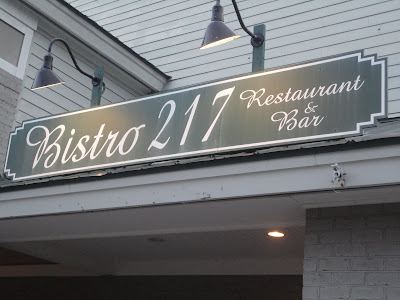 Bistro 217
Restaurant
&
Bar